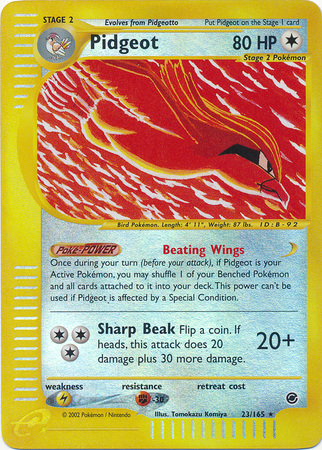 STAGE 2
Evolves from Pidgeotto
Put Pidgeot on the Stage 1 card
Pidgeot
80 HP
Stage 2 Pokémon
Bird Pokémon. Length: 4' 11", Weight: 87 lbs. ID:B-92
Poké-POWER
Beating Wings
Once during your turn (before your attack), if Pidgeot is your
Active Pokémon, you may shuffle 1 of your Benched Pokémon
and all cards attached to it into your deck. This power can't be
used if Pidgeot is affected by a Special Condition.
Sharp Beak Flip a coin. If
heads, this attack does 20
damage plus 30 more damage.
20+
weakness
resistance
retreat cost
-30
e
© 2002 Pokémon / Nintendo
Illus. Tomokazu Komiya
23/165 ★